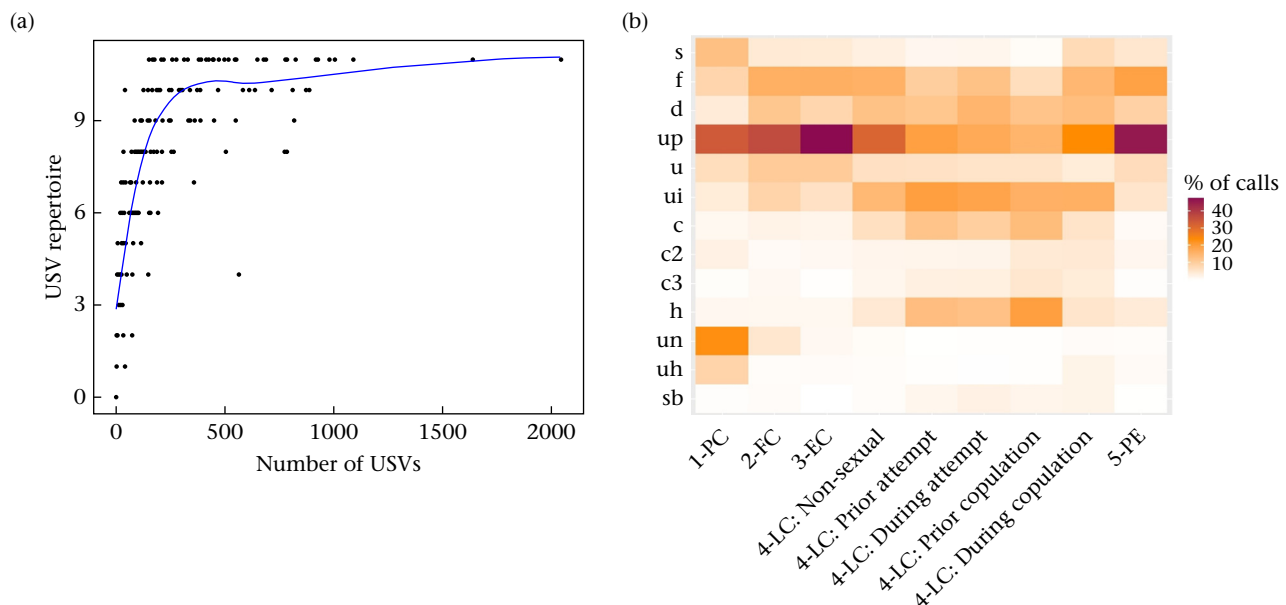 (a)
USV repertoire
9
6
3
0
0 500 1000 1500 2000
Number of USVs
(b)
s
f
d
up
u
ui
c
c2
c3
h
un
uh
sb
1-PC
2-FC
3-EC
4-LC: Non-sexual
4-LC: Prior attempt
4-LC: During attempt
4-LC: Prior copulation
4-LC: During copulation
5-PE
% of calls
40
30
20
10